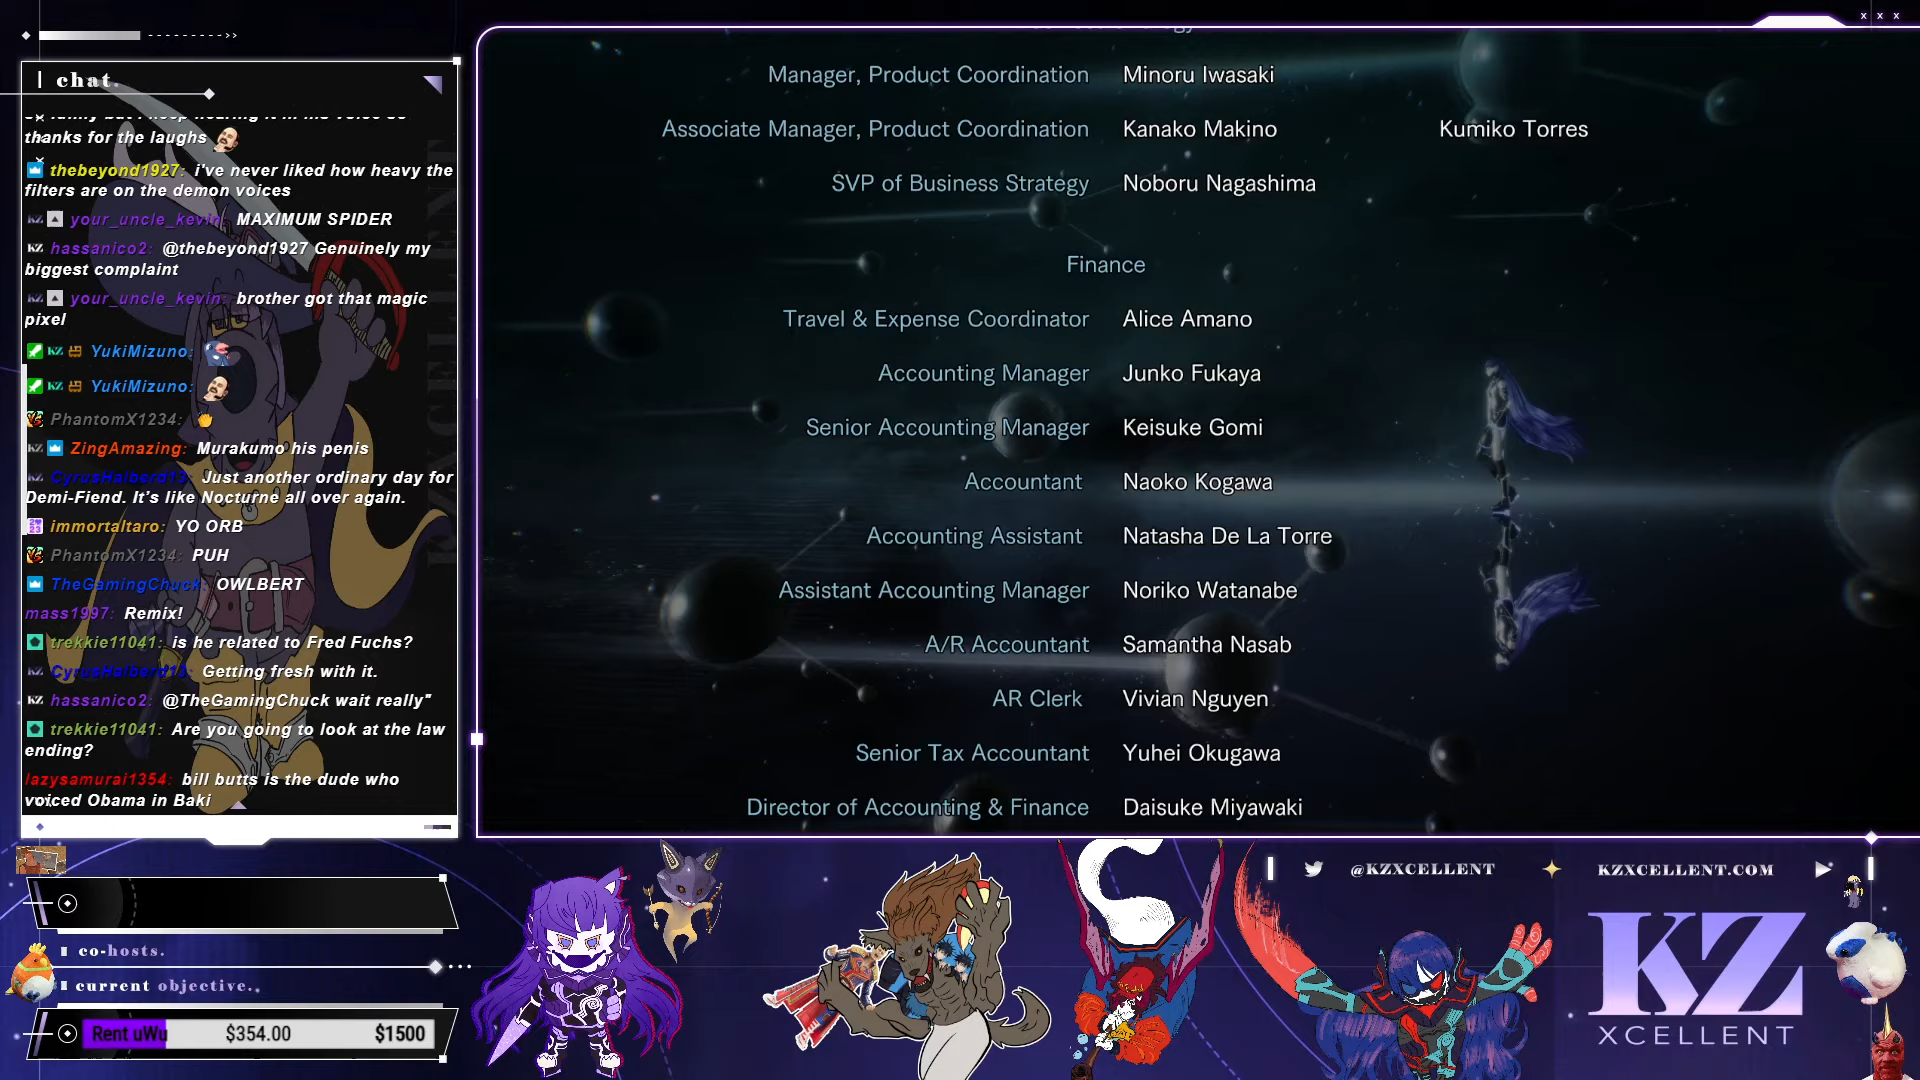 x x x
chat.
thanks for the laughs
thebeyond1927: i've never liked how heavy the
filters are on the demon voices
your_uncle_kevin: MAXIMUM SPIDER
hassanico2: @thebeyond1927 Genuinely my
biggest complaint
your_uncle_kevin: brother got that magic
pixel
YukiMizuno:
YukiMizuno:
PhantomX1234:
ZingAmazing: Murakumo his penis
CyrusHalberd13: Just another ordinary day for
Demi-Fiend. It's like Nocturne all over again.
immortaltaro: YO ORB
PhantomX1234: PUH
TheGamingChuck: OWLBERT
mass1997: Remix!
trekkie11041: is he related to Fred Fuchs?
CyrusHalberd13: Getting fresh with it.
hassanico2: @TheGamingChuck wait really"
trekkie11041: Are you going to look at the law
ending?
lazysamurai1354: bill butts is the dude who
voiced Obama in Baki
Manager, Product Coordination Minoru Iwasaki
Associate Manager, Product Coordination Kanako Makino Kumiko Torres
SVP of Business Strategy Noboru Nagashima
Finance
Travel & Expense Coordinator Alice Amano
Accounting Manager Junko Fukaya
Senior Accounting Manager Keisuke Gomi
Accountant Naoko Kogawa
Accounting Assistant Natasha De La Torre
Assistant Accounting Manager Noriko Watanabe
A/R Accountant Samantha Nasab
AR Clerk Vivian Nguyen
Senior Tax Accountant Yuhei Okugawa
Director of Accounting & Finance Daisuke Miyawaki
co-hosts.
current objective.
Rent uWu $354.00 $1500
@KZXCELLENT
KZXCELLENT.COM
KZ
XCELLENT